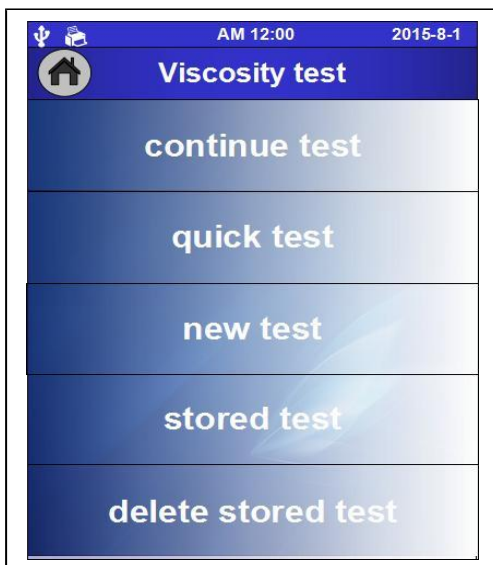 AM 12:00 2015-8-1
Viscosity test
continue test
quick test
new test
stored test
delete stored test